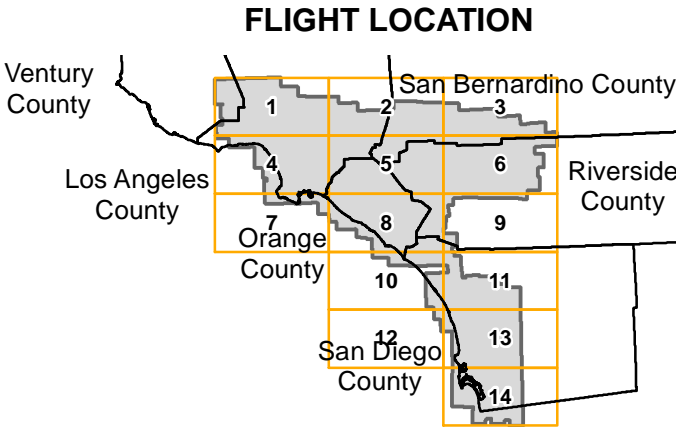 FLIGHT LOCATION
Ventury
County
San Bernardino County
1
2
3
4
5
6
Los Angeles
County
Riverside
County
7
8
9
Orange
County
10
11
12
13
San Diego
County
14